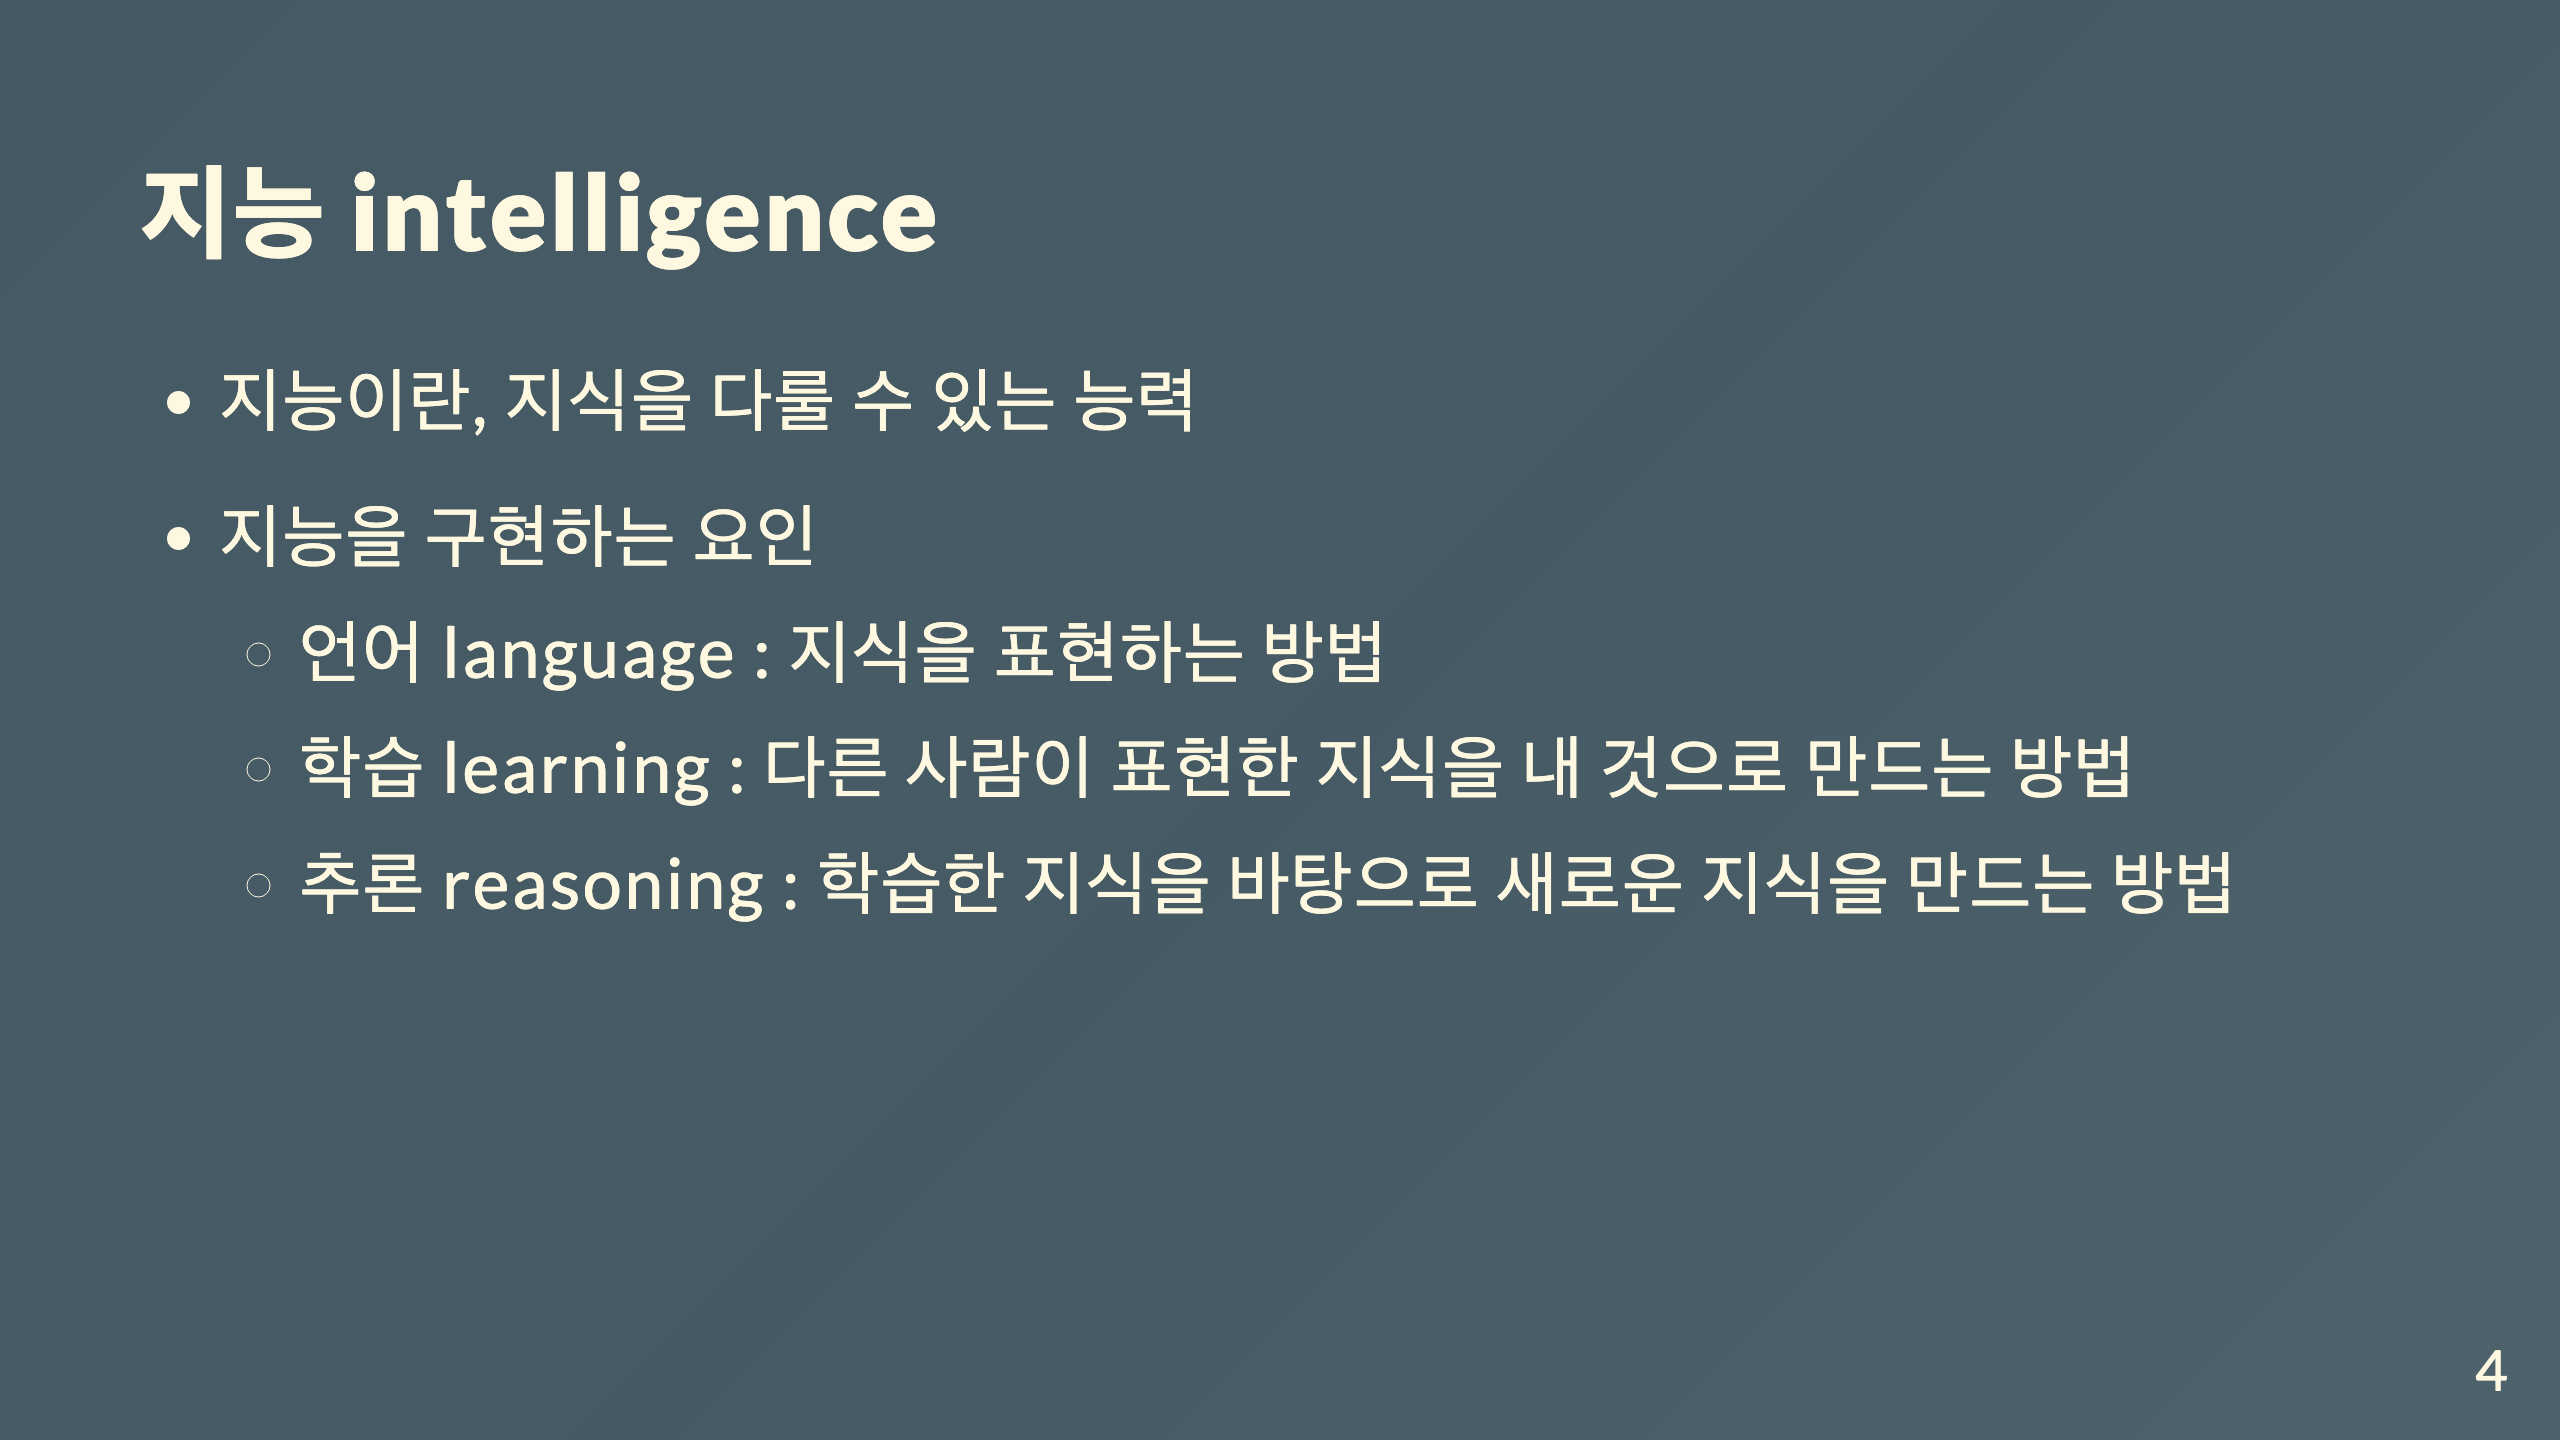 지능 intelligence
• 지능이란, 지식을 다룰 수 있는 능력
• 지능을 구현하는 요인
○ 언어 language : 지식을 표현하는 방법
○ 학습 learning : 다른 사람이 표현한 지식을 내 것으로 만드는 방법
○ 추론 reasoning : 학습한 지식을 바탕으로 새로운 지식을 만드는 방법
4